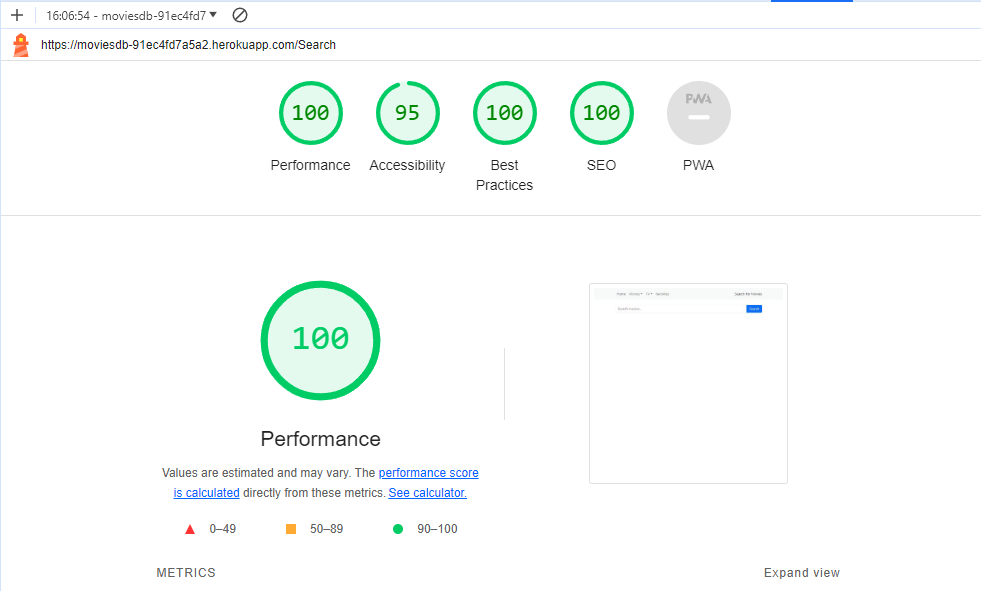 16:06:54 - moviesdb-91ec4fd7
https://moviesdb-91ec4fd7a5a2.herokuapp.com/Search
100
95
100
100
PWA
Performance
Accessibility
Best
Practices
SEO
PWA
100
Performance
Values are estimated and may vary. The performance score
is calculated directly from these metrics. See calculator.
0–49
50–89
90–100
METRICS
Expand view